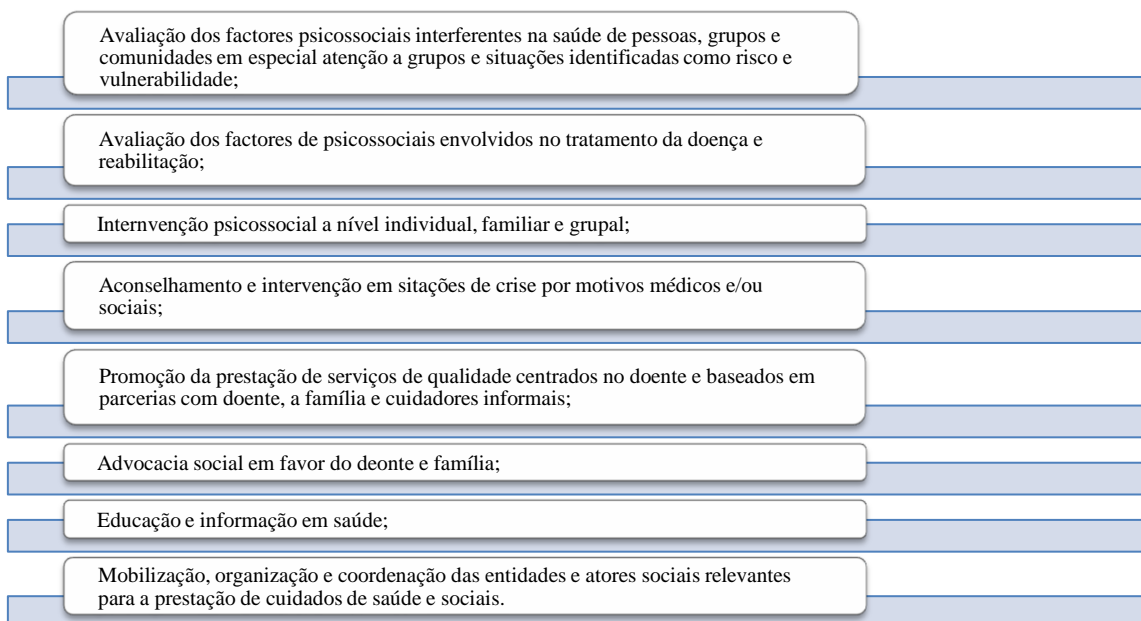 Avaliação dos factores psicossociais interferentes na saúde de pessoas, grupos e
comunidades em especial atenção a grupos e situações identificadas como risco e
vulnerabilidade;
Avaliação dos factores de psicossociais envolvidos no tratamento da doença e
reabilitação;
Internvenção psicossocial a nível individual, familiar e grupal;
Aconselhamento e intervenção em sitações de crise por motivos médicos e/ou
sociais;
Promoção da prestação de serviços de qualidade centrados no doente e baseados em
parcerias com doente, a família e cuidadores informais;
Advocacia social em favor do deonte e família;
Educação e informação em saúde;
Mobilização, organização e coordenação das entidades e atores sociais relevantes
para a prestação de cuidados de saúde e sociais.